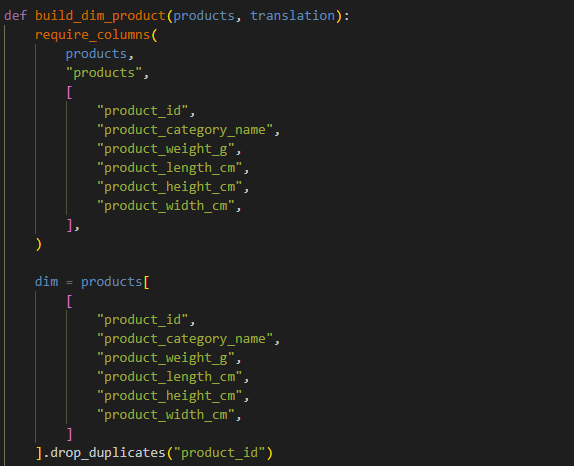 def build_dim_product(products, translation):
    require_columns(
        products,
        "products",
        [
            "product_id",
            "product_category_name",
            "product_weight_g",
            "product_length_cm",
            "product_height_cm",
            "product_width_cm",
        ],
    )

    dim = products[
        [
            "product_id",
            "product_category_name",
            "product_weight_g",
            "product_length_cm",
            "product_height_cm",
            "product_width_cm",
        ]
    ].drop_duplicates("product_id")